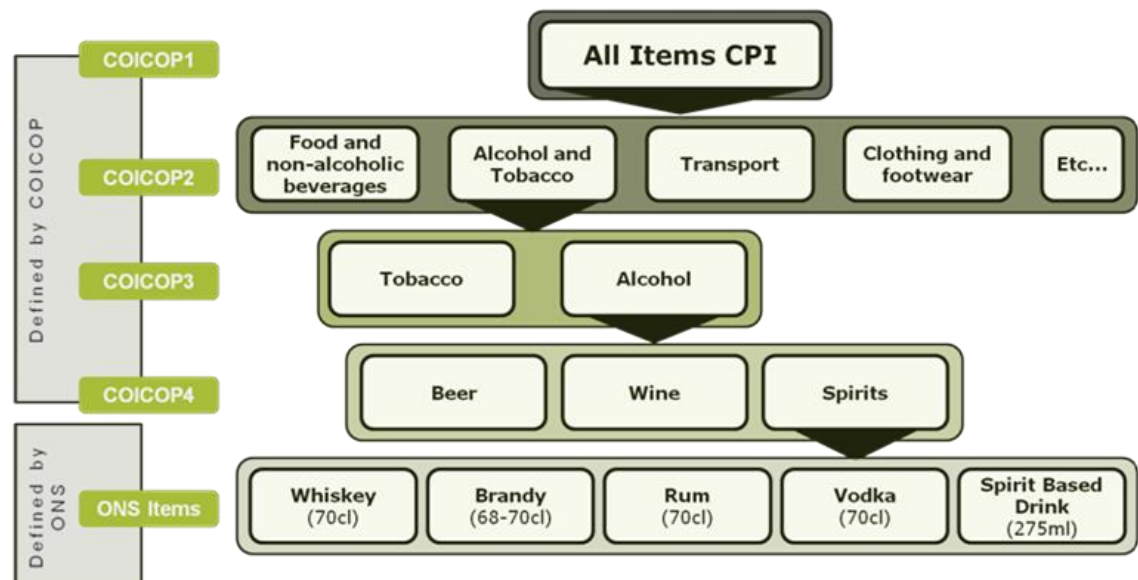 COICOP1
All Items CPI
Defined by COICOP
COICOP2
Food and
non-alcoholic
beverages
Alcohol and
Tobacco
Transport
Clothing and
footwear
Etc...
COICOP3
Tobacco
Alcohol
COICOP4
Beer
Wine
Spirits
Defined by
ONS
ONS Items
Whiskey
(70cl)
Brandy
(68-70cl)
Rum
(70cl)
Vodka
(70cl)
Spirit Based
Drink
(275ml)